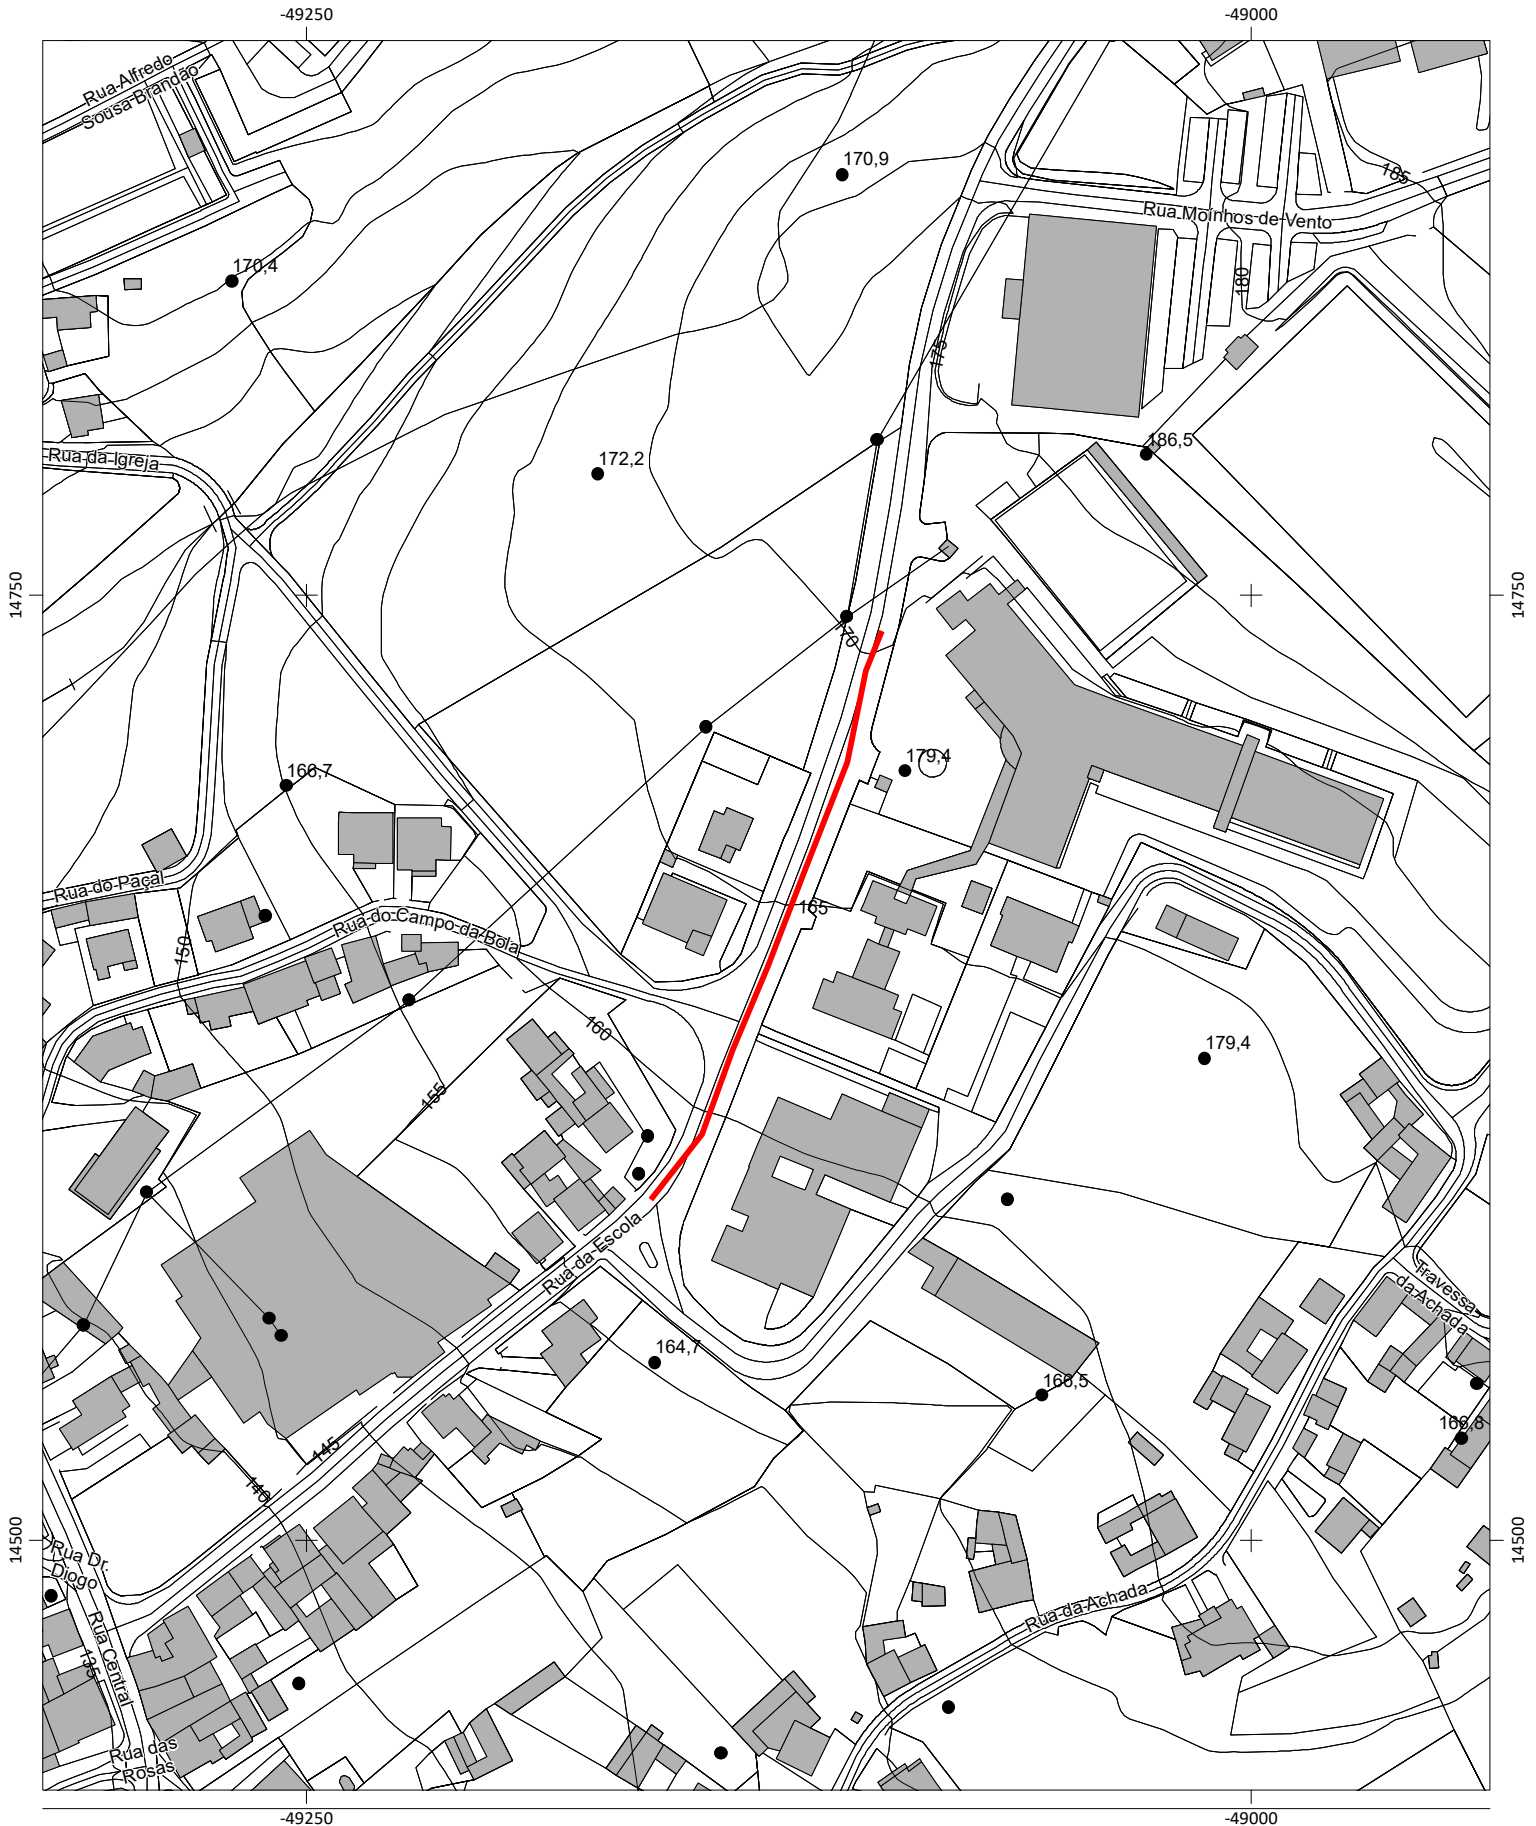 -49250
-49000
Rua Alfredo
Sousa Brandão
170,9
185
Rua Moínhos de Vento
170,4
180
175
186,5
Rua da Igreja
172,2
14750
14750
170
179,4
166,7
Rua do Paçal
165
Rua do Campo da Bola
150
160
179,4
155
Rua da Escola
Travessa
da Achada
164,7
166,5
166,8
145
140
14500
14500
Rua Dr.
Diogo
Rua da Achada
Rua Central
135
Rua das
Rosas
-49250
-49000